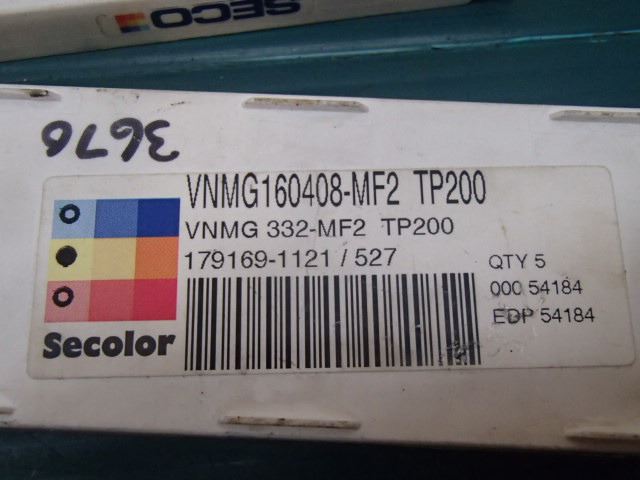 SECO
3676
VNMG160408-MF2 TP200
VNMG 332-MF2 TP200
179169-1121 / 527
QTY 5
000 54184
EDP 54184
Secolor